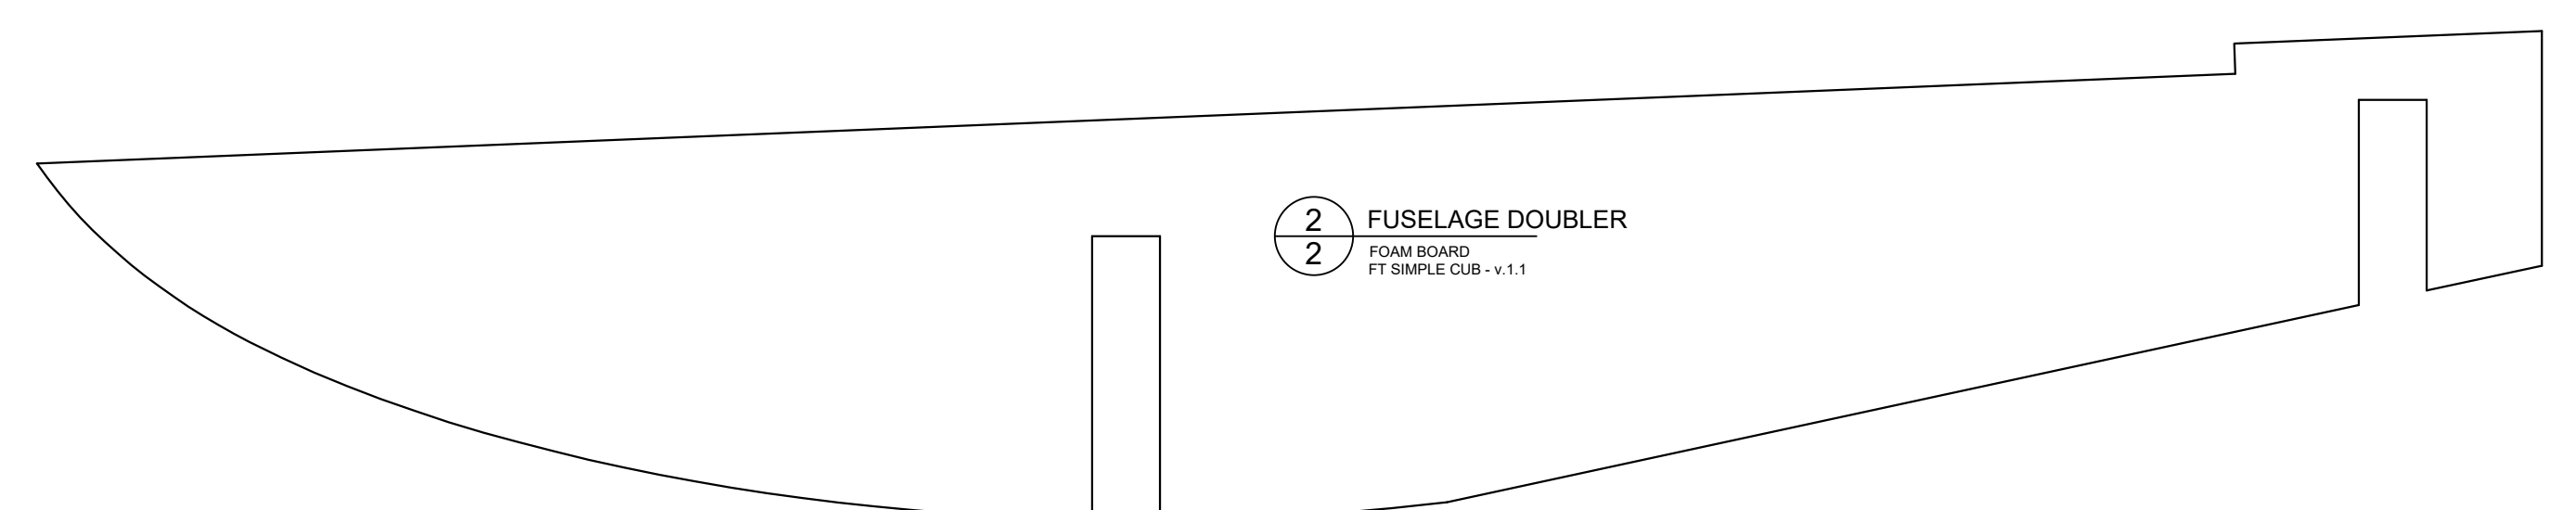 2
FUSELAGE DOUBLER
2
FOAM BOARD
FT SIMPLE CUB - v.1.1